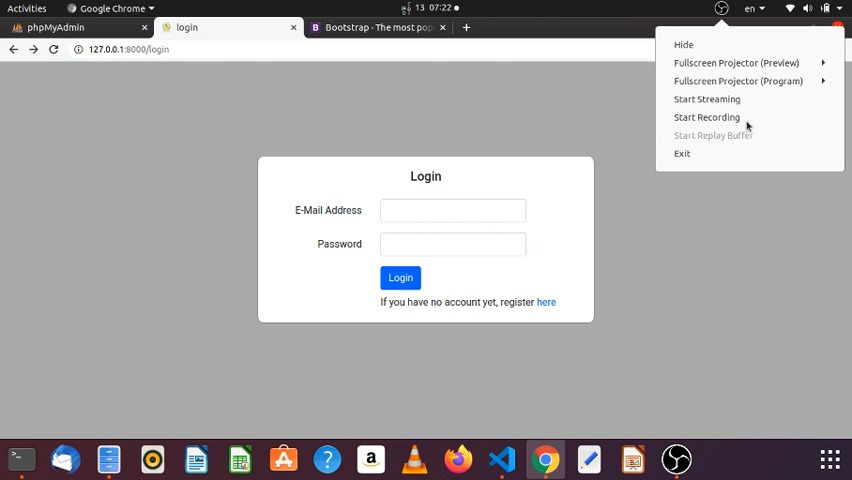 Activities
Google Chrome
13 07:22
en
phpMyAdmin
login
Bootstrap · The most pop
127.0.0.1:8000/login
Hide
Fullscreen Projector (Preview)
Fullscreen Projector (Program)
Start Streaming
Start Recording
Start Replay Buffer
Exit
Login
E-Mail Address
Password
Login
If you have no account yet, register here